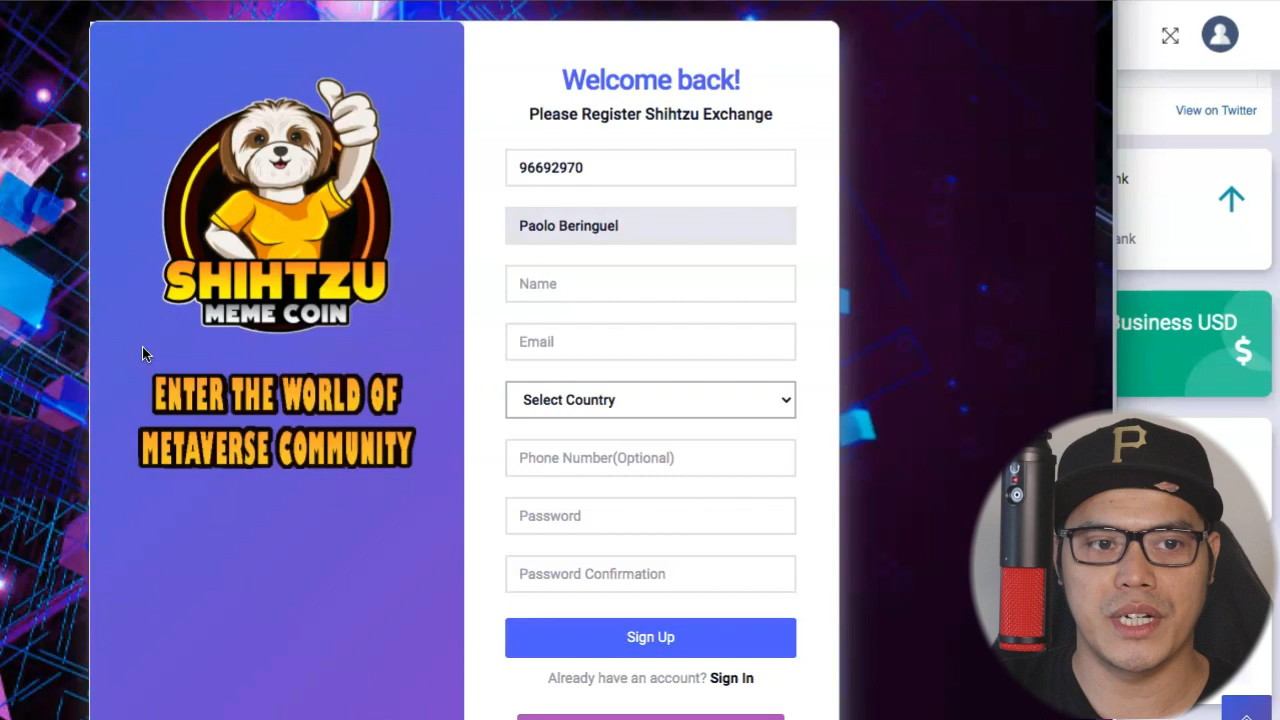 SHIHTZU
MEME COIN
ENTER THE WORLD OF
METAVERSE COMMUNITY
Welcome back!
Please Register Shihtzu Exchange
96692970
Paolo Beringuel
Name
Email
Select Country
Phone Number(Optional)
Password
Password Confirmation
Sign Up
Already have an account? Sign In
View on Twitter
nk
ank
Business USD
$
P